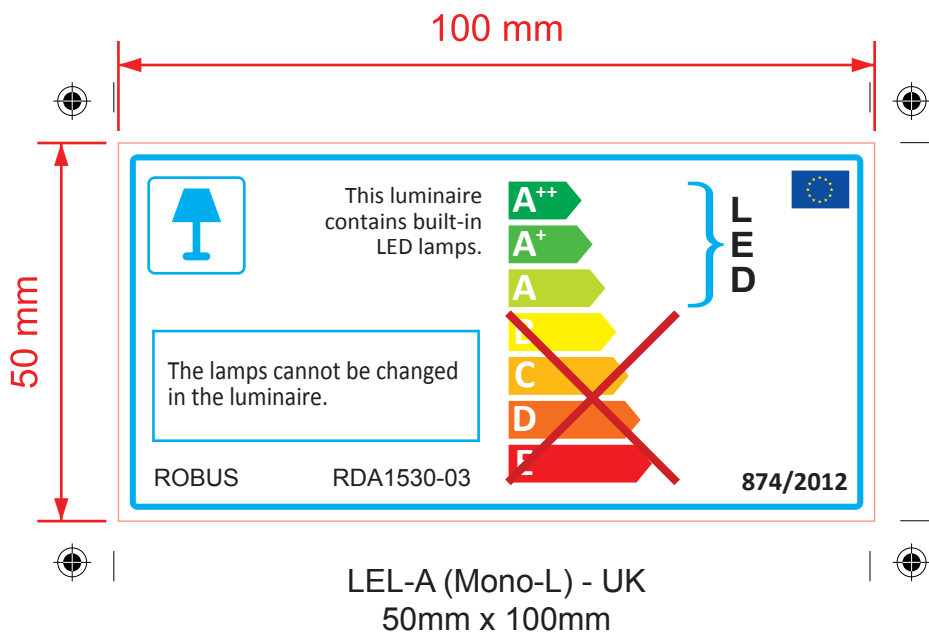 100 mm
50 mm
This luminaire
contains built-in
LED lamps.
A++
A+
A
B
C
D
E
L
E
D
The lamps cannot be changed
in the luminaire.
ROBUS RDA1530-03
874/2012
LEL-A (Mono-L) - UK
50mm x 100mm